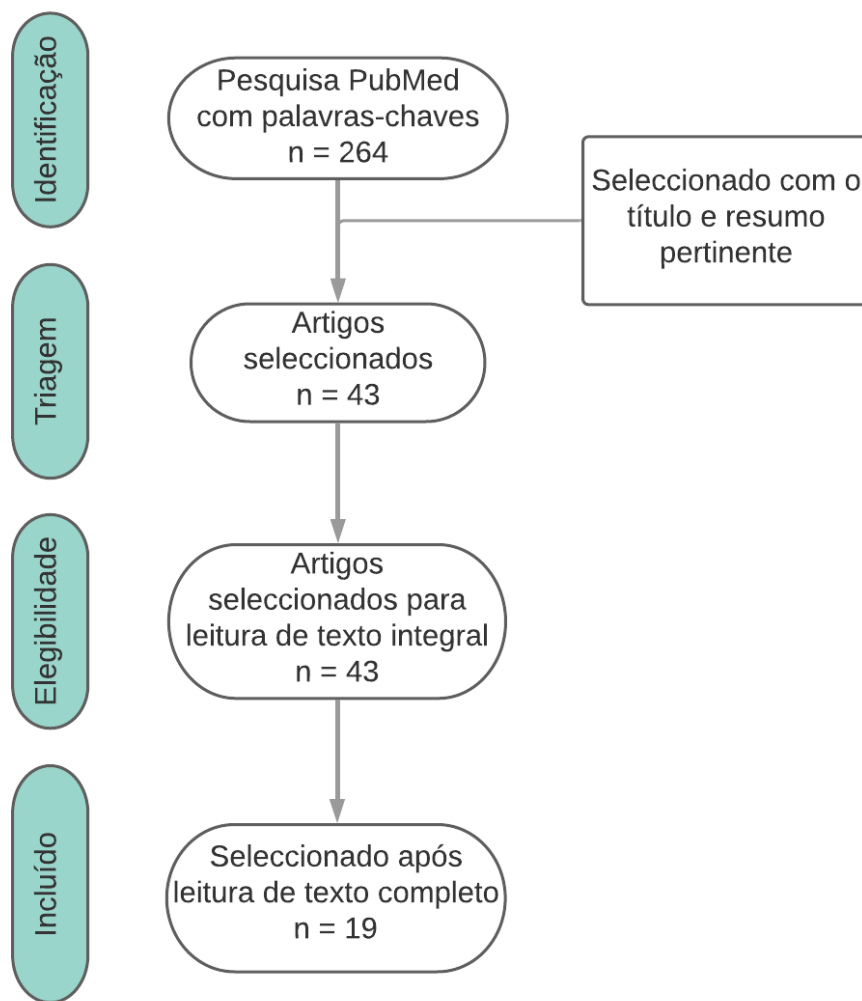 Identificação
Pesquisa PubMed
com palavras-chaves
n = 264
Seleccionado com o
título e resumo
pertinente
Triagem
Artigos
seleccionados
n = 43
Elegibilidade
Artigos
seleccionados para
leitura de texto integral
n = 43
Incluído
Seleccionado após
leitura de texto completo
n = 19